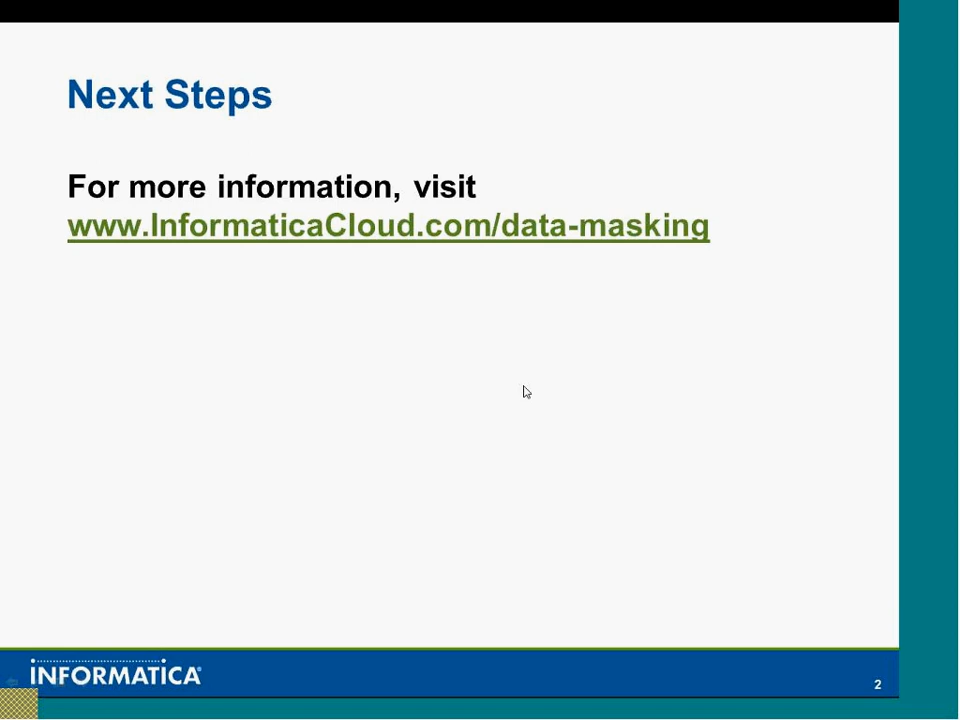 Next Steps
For more information, visit
www.InformaticaCloud.com/data-masking
INFORMATICA®
2